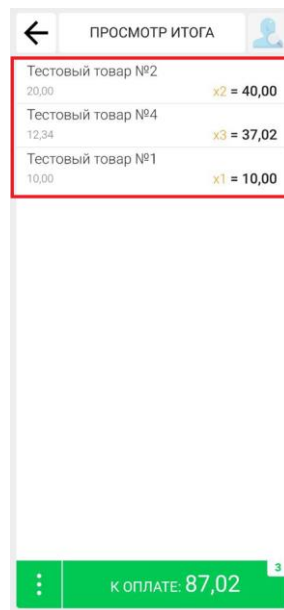 ПРОСМОТР ИТОГА
Тестовый товар №2
20,00 x2 = 40,00
Тестовый товар №4
12,34 x3 = 37,02
Тестовый товар №1
10,00 x1 = 10,00
3
К ОПЛАТЕ: 87,02